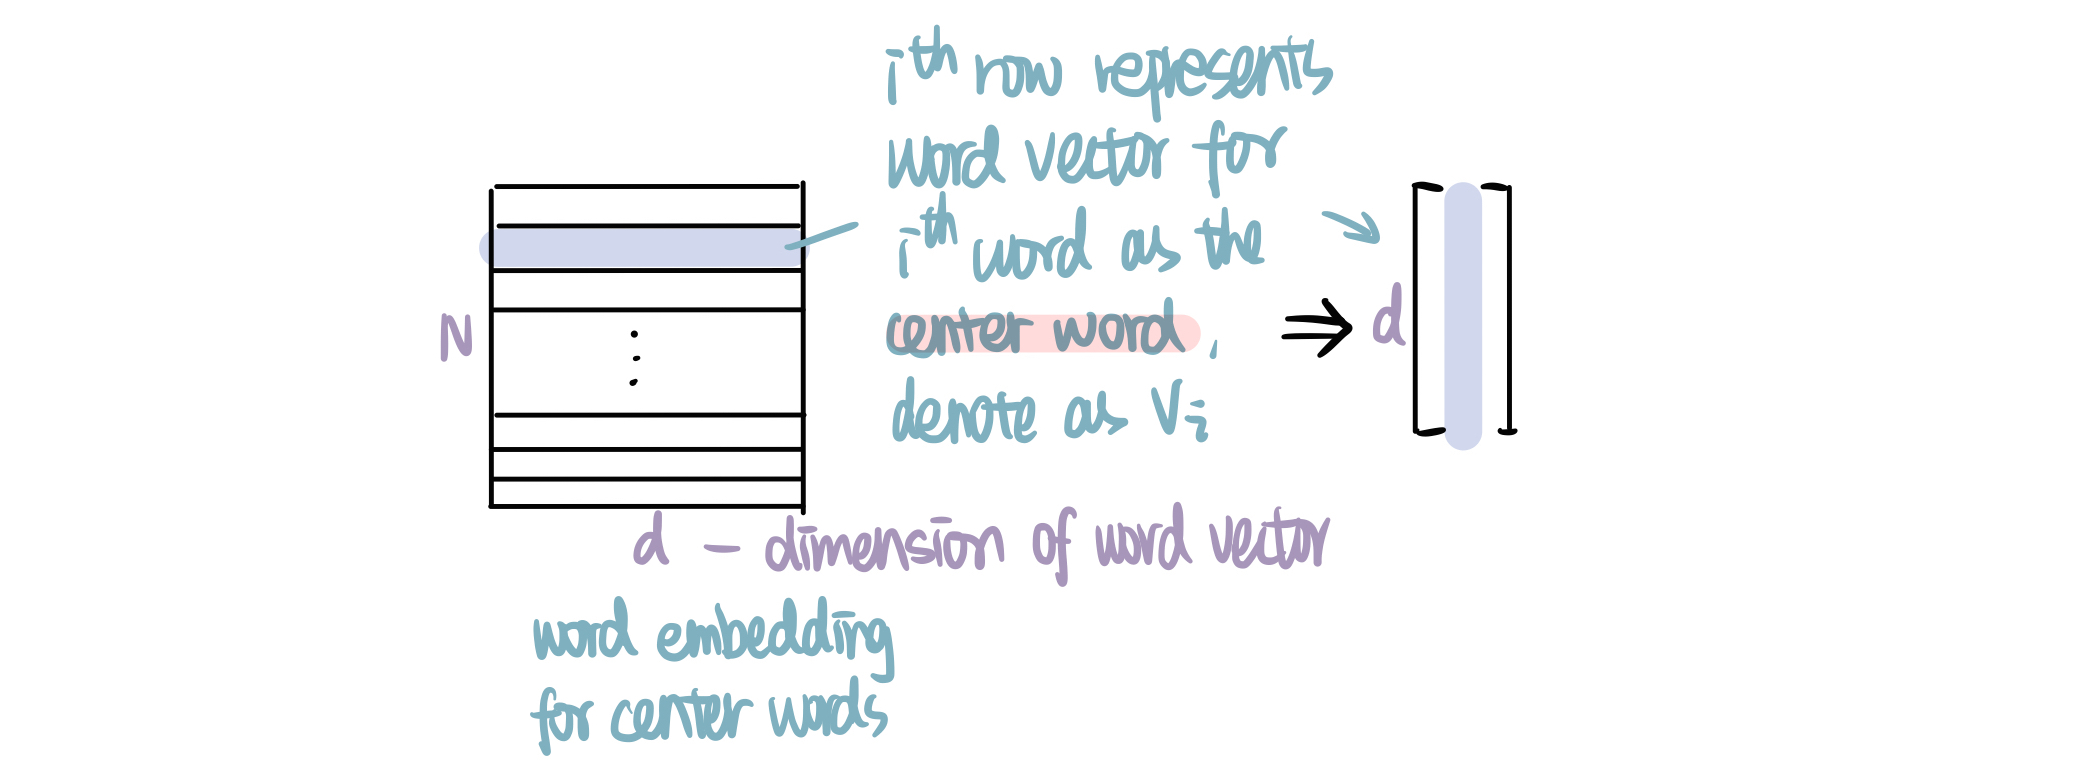 i^th row represents
word vector for
i^th word as the
center word,
denote as V_i
N
d
d - dimension of word vector
word embedding
for center words